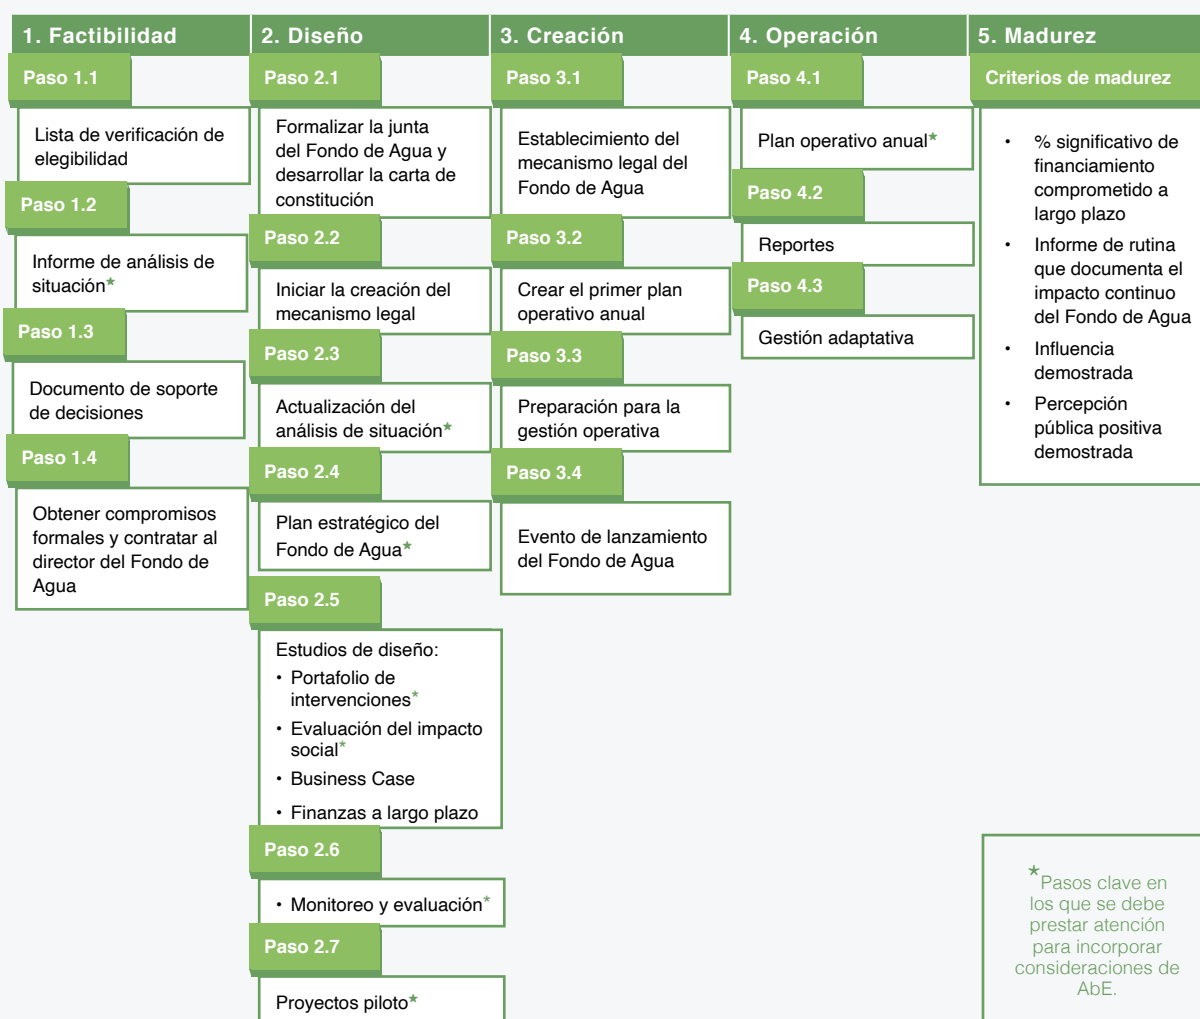 1. Factibilidad
Paso 1.1
Lista de verificación de
elegibilidad
Paso 1.2
Informe de análisis de
situación*
Paso 1.3
Documento de soporte
de decisiones
Paso 1.4
Obtener compromisos
formales y contratar al
director del Fondo de
Agua
2. Diseño
Paso 2.1
Formalizar la junta
del Fondo de Agua y
desarrollar la carta de
constitución
Paso 2.2
Iniciar la creación del
mecanismo legal
Paso 2.3
Actualización del
análisis de situación*
Paso 2.4
Plan estratégico del
Fondo de Agua*
Paso 2.5
Estudios de diseño:
• Portafolio de
intervenciones*
• Evaluación del impacto
social*
• Business Case
• Finanzas a largo plazo
Paso 2.6
• Monitoreo y evaluación*
Paso 2.7
Proyectos piloto*
3. Creación
Paso 3.1
Establecimiento del
mecanismo legal del
Fondo de Agua
Paso 3.2
Crear el primer plan
operativo anual
Paso 3.3
Preparación para la
gestión operativa
Paso 3.4
Evento de lanzamiento
del Fondo de Agua
4. Operación
Paso 4.1
Plan operativo anual*
Paso 4.2
Reportes
Paso 4.3
Gestión adaptativa
5. Madurez
Criterios de madurez
• % significativo de
financiamiento
comprometido a
largo plazo
• Informe de rutina
que documenta el
impacto continuo
del Fondo de Agua
• Influencia
demostrada
• Percepción
pública positiva
demostrada
*Pasos clave en
los que se debe
prestar atención
para incorporar
consideraciones de
AbE.